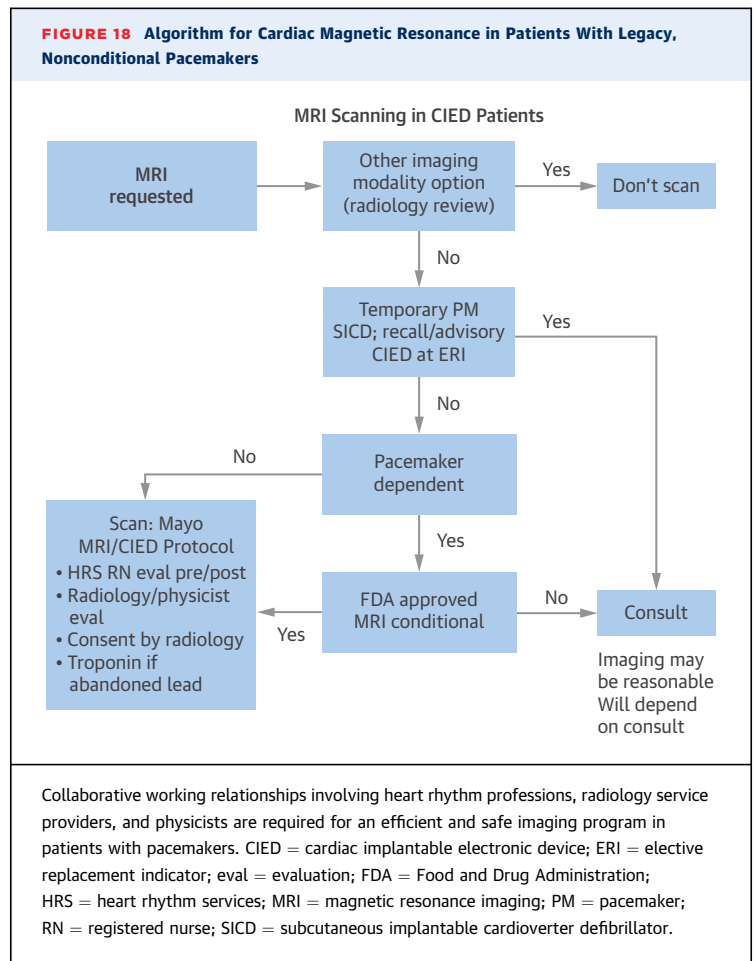 FIGURE 18 Algorithm for Cardiac Magnetic Resonance in Patients With Legacy,
Nonconditional Pacemakers
MRI Scanning in CIED Patients
MRI
requested
Other imaging
modality option
(radiology review)
Yes
Don't scan
No
Temporary PM
SICD; recall/advisory
CIED at ERI
Yes
No
No
Pacemaker
dependent
Scan: Mayo
MRI/CIED Protocol
• HRS RN eval pre/post
• Radiology/physicist
eval
• Consent by radiology
• Troponin if
abandoned lead
Yes
Yes
FDA approved
MRI conditional
No
Consult
Imaging may
be reasonable
Will depend
on consult
Collaborative working relationships involving heart rhythm professions, radiology service
providers, and physicists are required for an efficient and safe imaging program in
patients with pacemakers. CIED = cardiac implantable electronic device; ERI = elective
replacement indicator; eval = evaluation; FDA = Food and Drug Administration;
HRS = heart rhythm services; MRI = magnetic resonance imaging; PM = pacemaker;
RN = registered nurse; SICD = subcutaneous implantable cardioverter defibrillator.